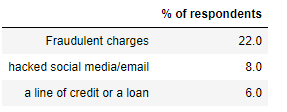 % of respondents
Fraudulent charges 22.0
hacked social media/email 8.0
a line of credit or a loan 6.0